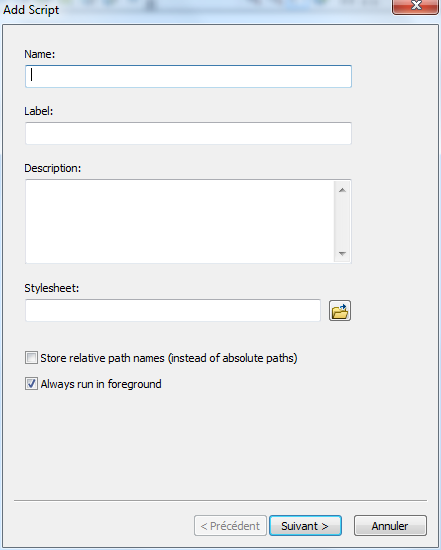 Add Script
Name:
Label:
Description:
Stylesheet:
Store relative path names (instead of absolute paths)
Always run in foreground
< Précédent
Suivant >
Annuler